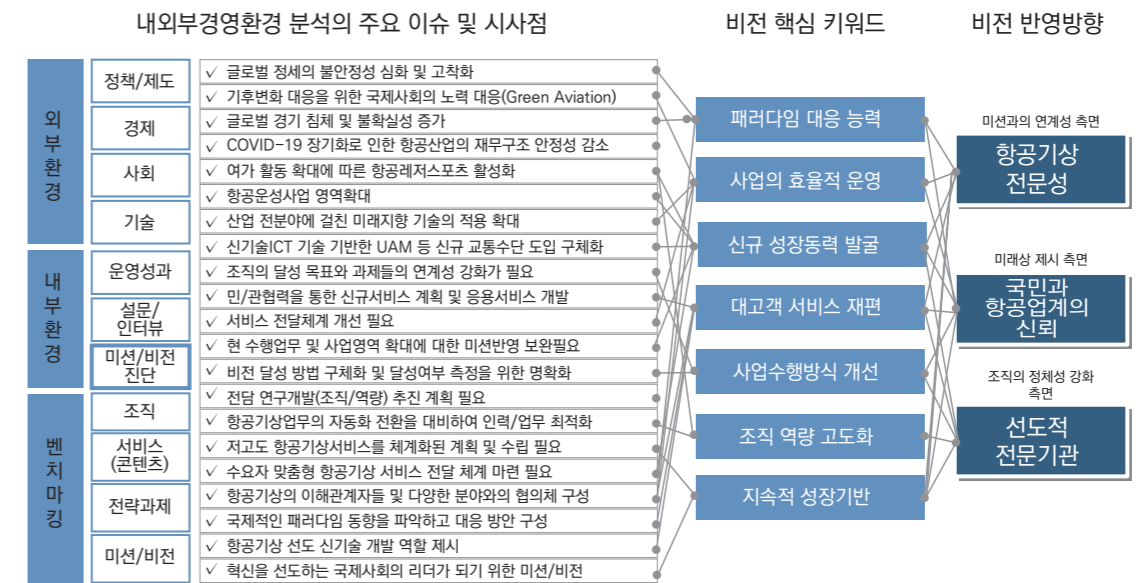 내외부경영환경 분석의 주요 이슈 및 시사점
비전 핵심 키워드
비전 반영방향
외부환경
정책/제도
경제
사회
기술
✓ 글로벌 정세의 불안정성 심화 및 고착화
✓ 기후변화 대응을 위한 국제사회의 노력 대응(Green Aviation)
✓ 글로벌 경기 침체 및 불확실성 증가
✓ COVID-19 장기화로 인한 항공산업의 재무구조 안정성 감소
✓ 여가 활동 확대에 따른 항공레저스포츠 활성화
✓ 항공운성사업 영역확대
✓ 산업 전분야에 걸친 미래지향 기술의 적용 확대
✓ 신기술ICT 기술 기반한 UAM 등 신규 교통수단 도입 구체화
내부환경
운영성과
설문/
인터뷰
미션/비전
진단
✓ 조직의 달성 목표와 과제들의 연계성 강화가 필요
✓ 민/관협력을 통한 신규서비스 계획 및 응용서비스 개발
✓ 서비스 전달체계 개선 필요
✓ 현 수행업무 및 사업영역 확대에 대한 미션반영 보완필요
✓ 비전 달성 방법 구체화 및 달성여부 측정을 위한 명확화
벤치마킹
조직
서비스
(콘텐츠)
전략과제
미션/비전
✓ 전담 연구개발(조직/역량) 추진 계획 필요
✓ 항공기상업무의 자동화 전환을 대비하여 인력/업무 최적화
✓ 저고도 항공기상서비스를 체계화된 계획 및 수립 필요
✓ 수요자 맞춤형 항공기상 서비스 전달 체계 마련 필요
✓ 항공기상의 이해관계자들 및 다양한 분야와의 협의체 구성
✓ 국제적인 패러다임 동향을 파악하고 대응 방안 구성
✓ 항공기상 선도 신기술 개발 역할 제시
✓ 혁신을 선도하는 국제사회의 리더가 되기 위한 미션/비전
패러다임 대응 능력
사업의 효율적 운영
신규 성장동력 발굴
대고객 서비스 재편
사업수행방식 개선
조직 역량 고도화
지속적 성장기반
미션과의 연계성 측면
항공기상
전문성
미래상 제시 측면
국민과
항공업계의
신뢰
조직의 정체성 강화
측면
선도적
전문기관